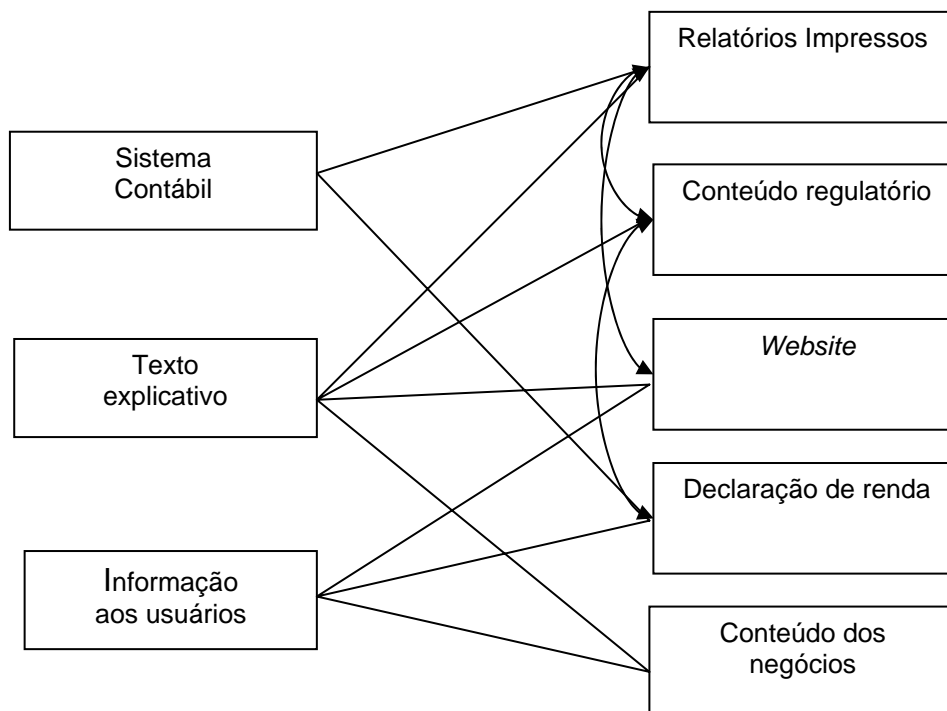 Relatórios Impressos
Sistema
Contábil
Conteúdo regulatório
Texto
explicativo
Website
Declaração de renda
Informação
aos usuários
Conteúdo dos
negócios